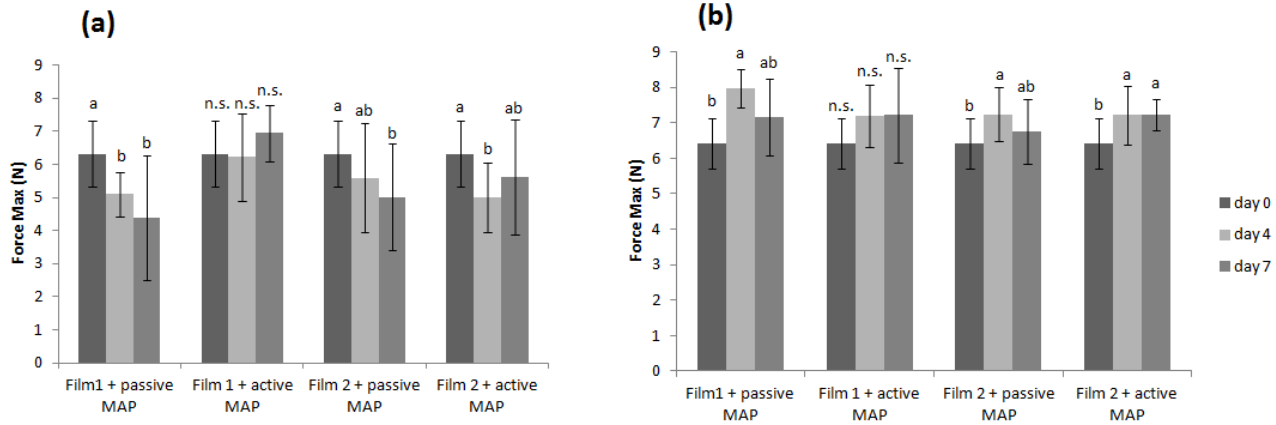 (a)
Force Max (N)
9
8
7
6
5
4
3
2
1
0
a
b
b
n.s.
n.s.
n.s.
a
ab
b
a
b
ab
Film1 + passive
MAP
Film 1 + active
MAP
Film 2 + passive
MAP
Film 2 + active
MAP
(b)
Force Max (N)
9
8
7
6
5
4
3
2
1
0
b
a
ab
n.s.
n.s.
n.s.
b
a
ab
b
a
a
Film1 + passive
MAP
Film 1 + active
MAP
Film 2 + passive
MAP
Film 2 + active
MAP
day 0
day 4
day 7